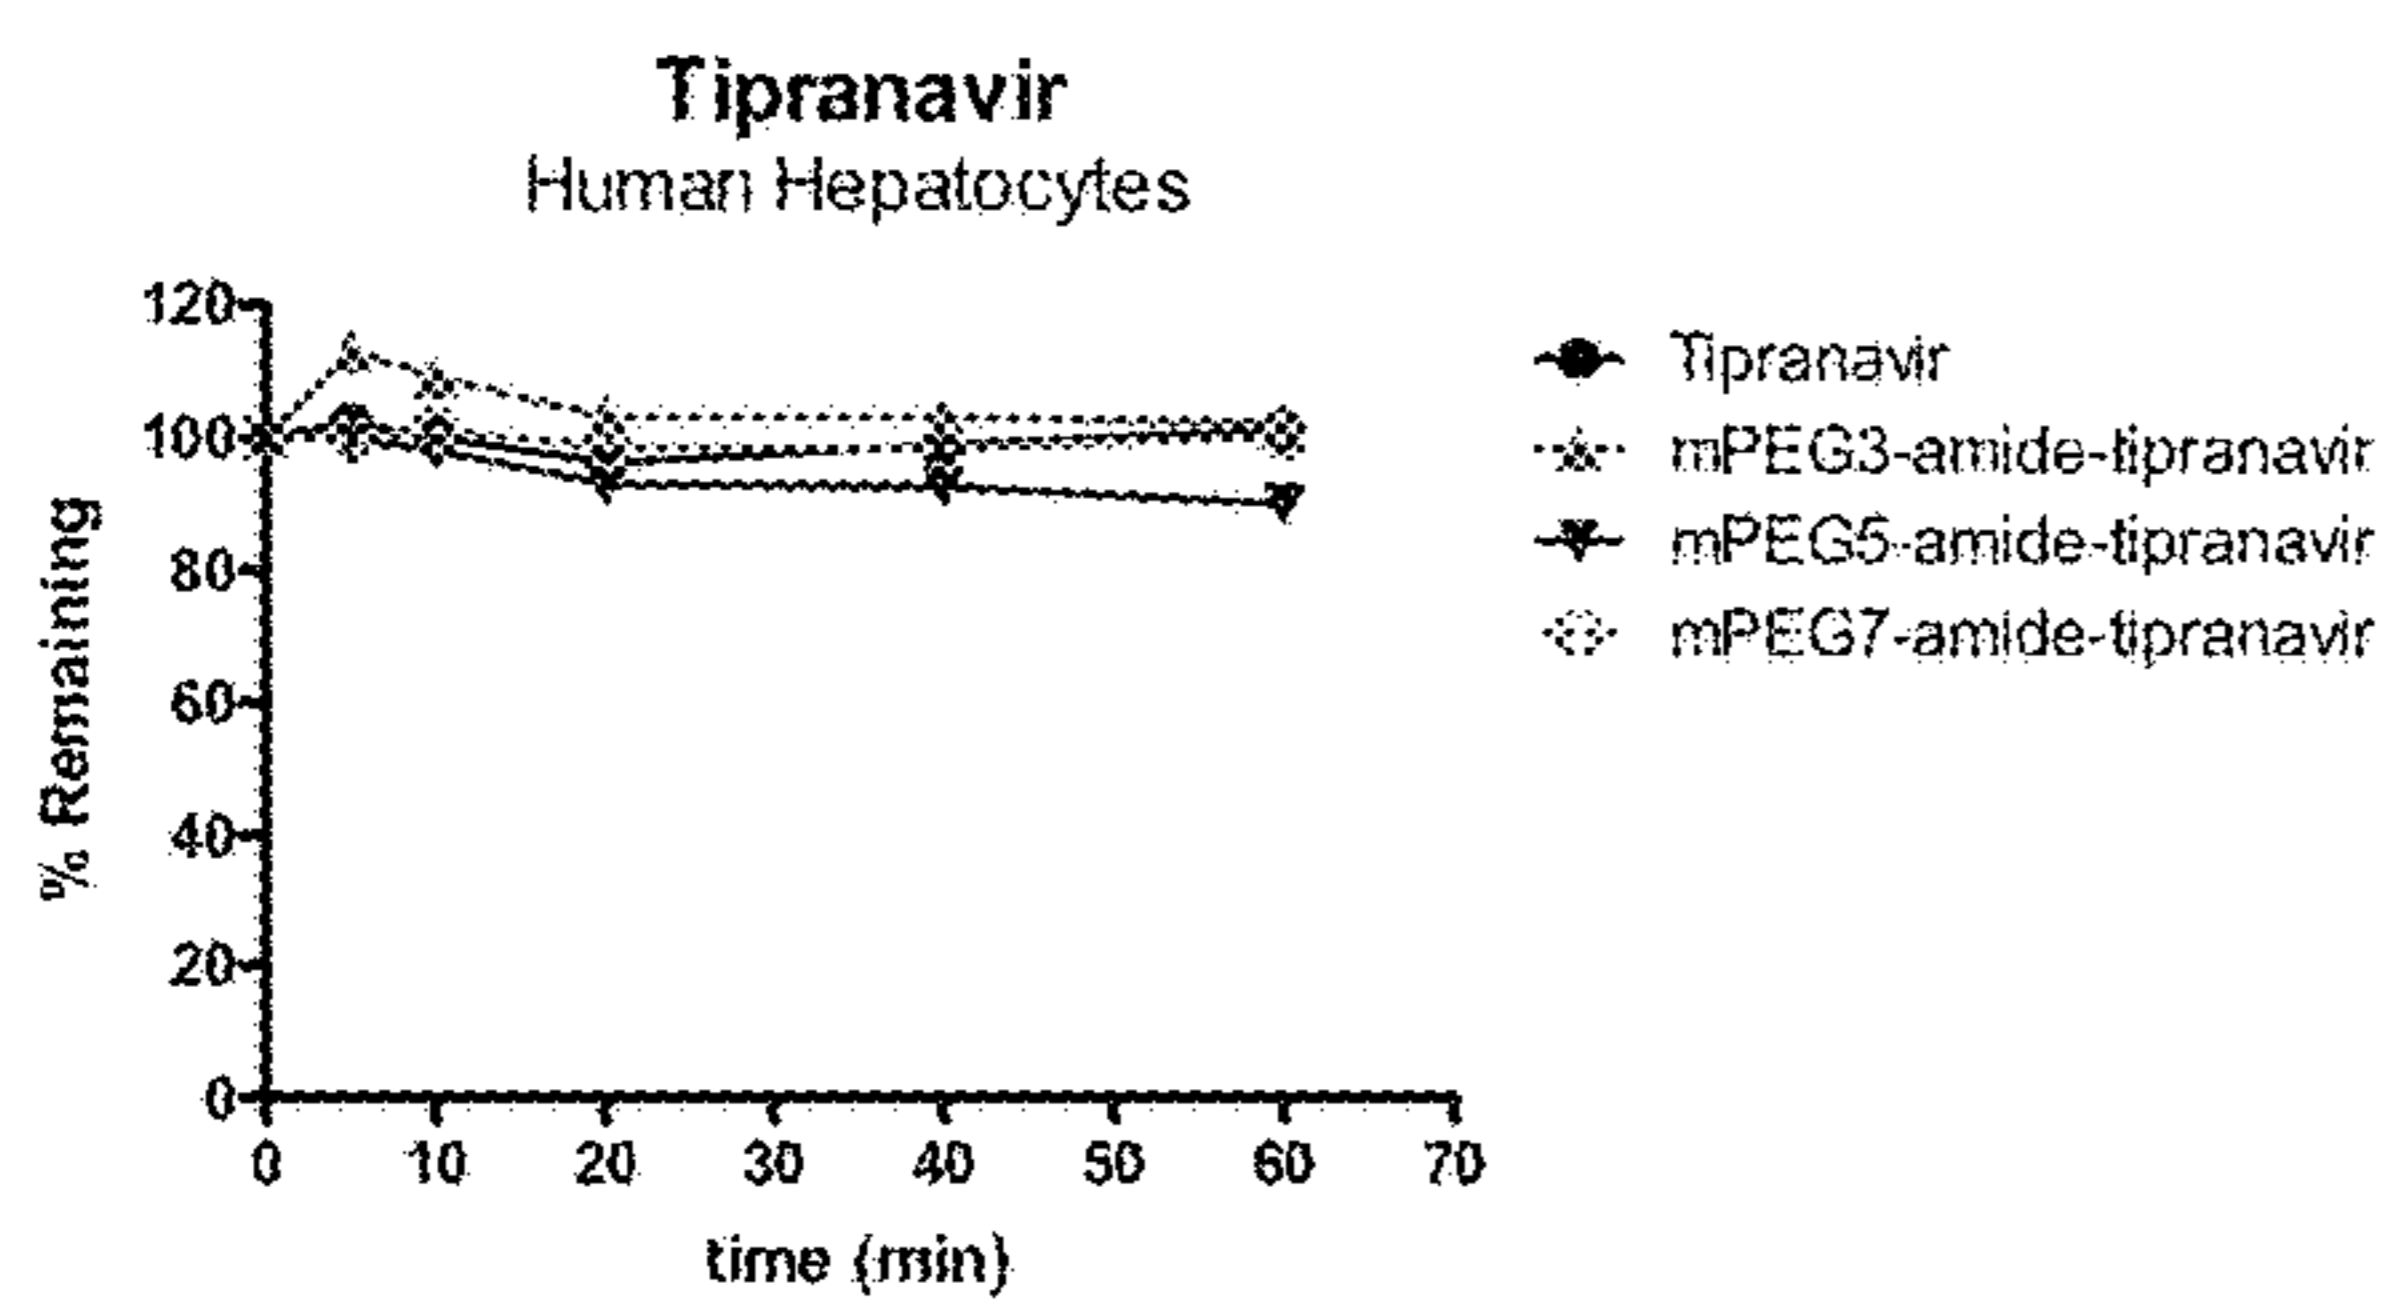 Tipranavir
Human Hepatocytes
120
100
80
60
40
20
0
% Remaining
0 10 20 30 40 50 60 70
time (min)
Tipranavir
mPEG3-amide-tipranavir
mPEG5-amide-tipranavir
mPEG7-amide-tipranavir